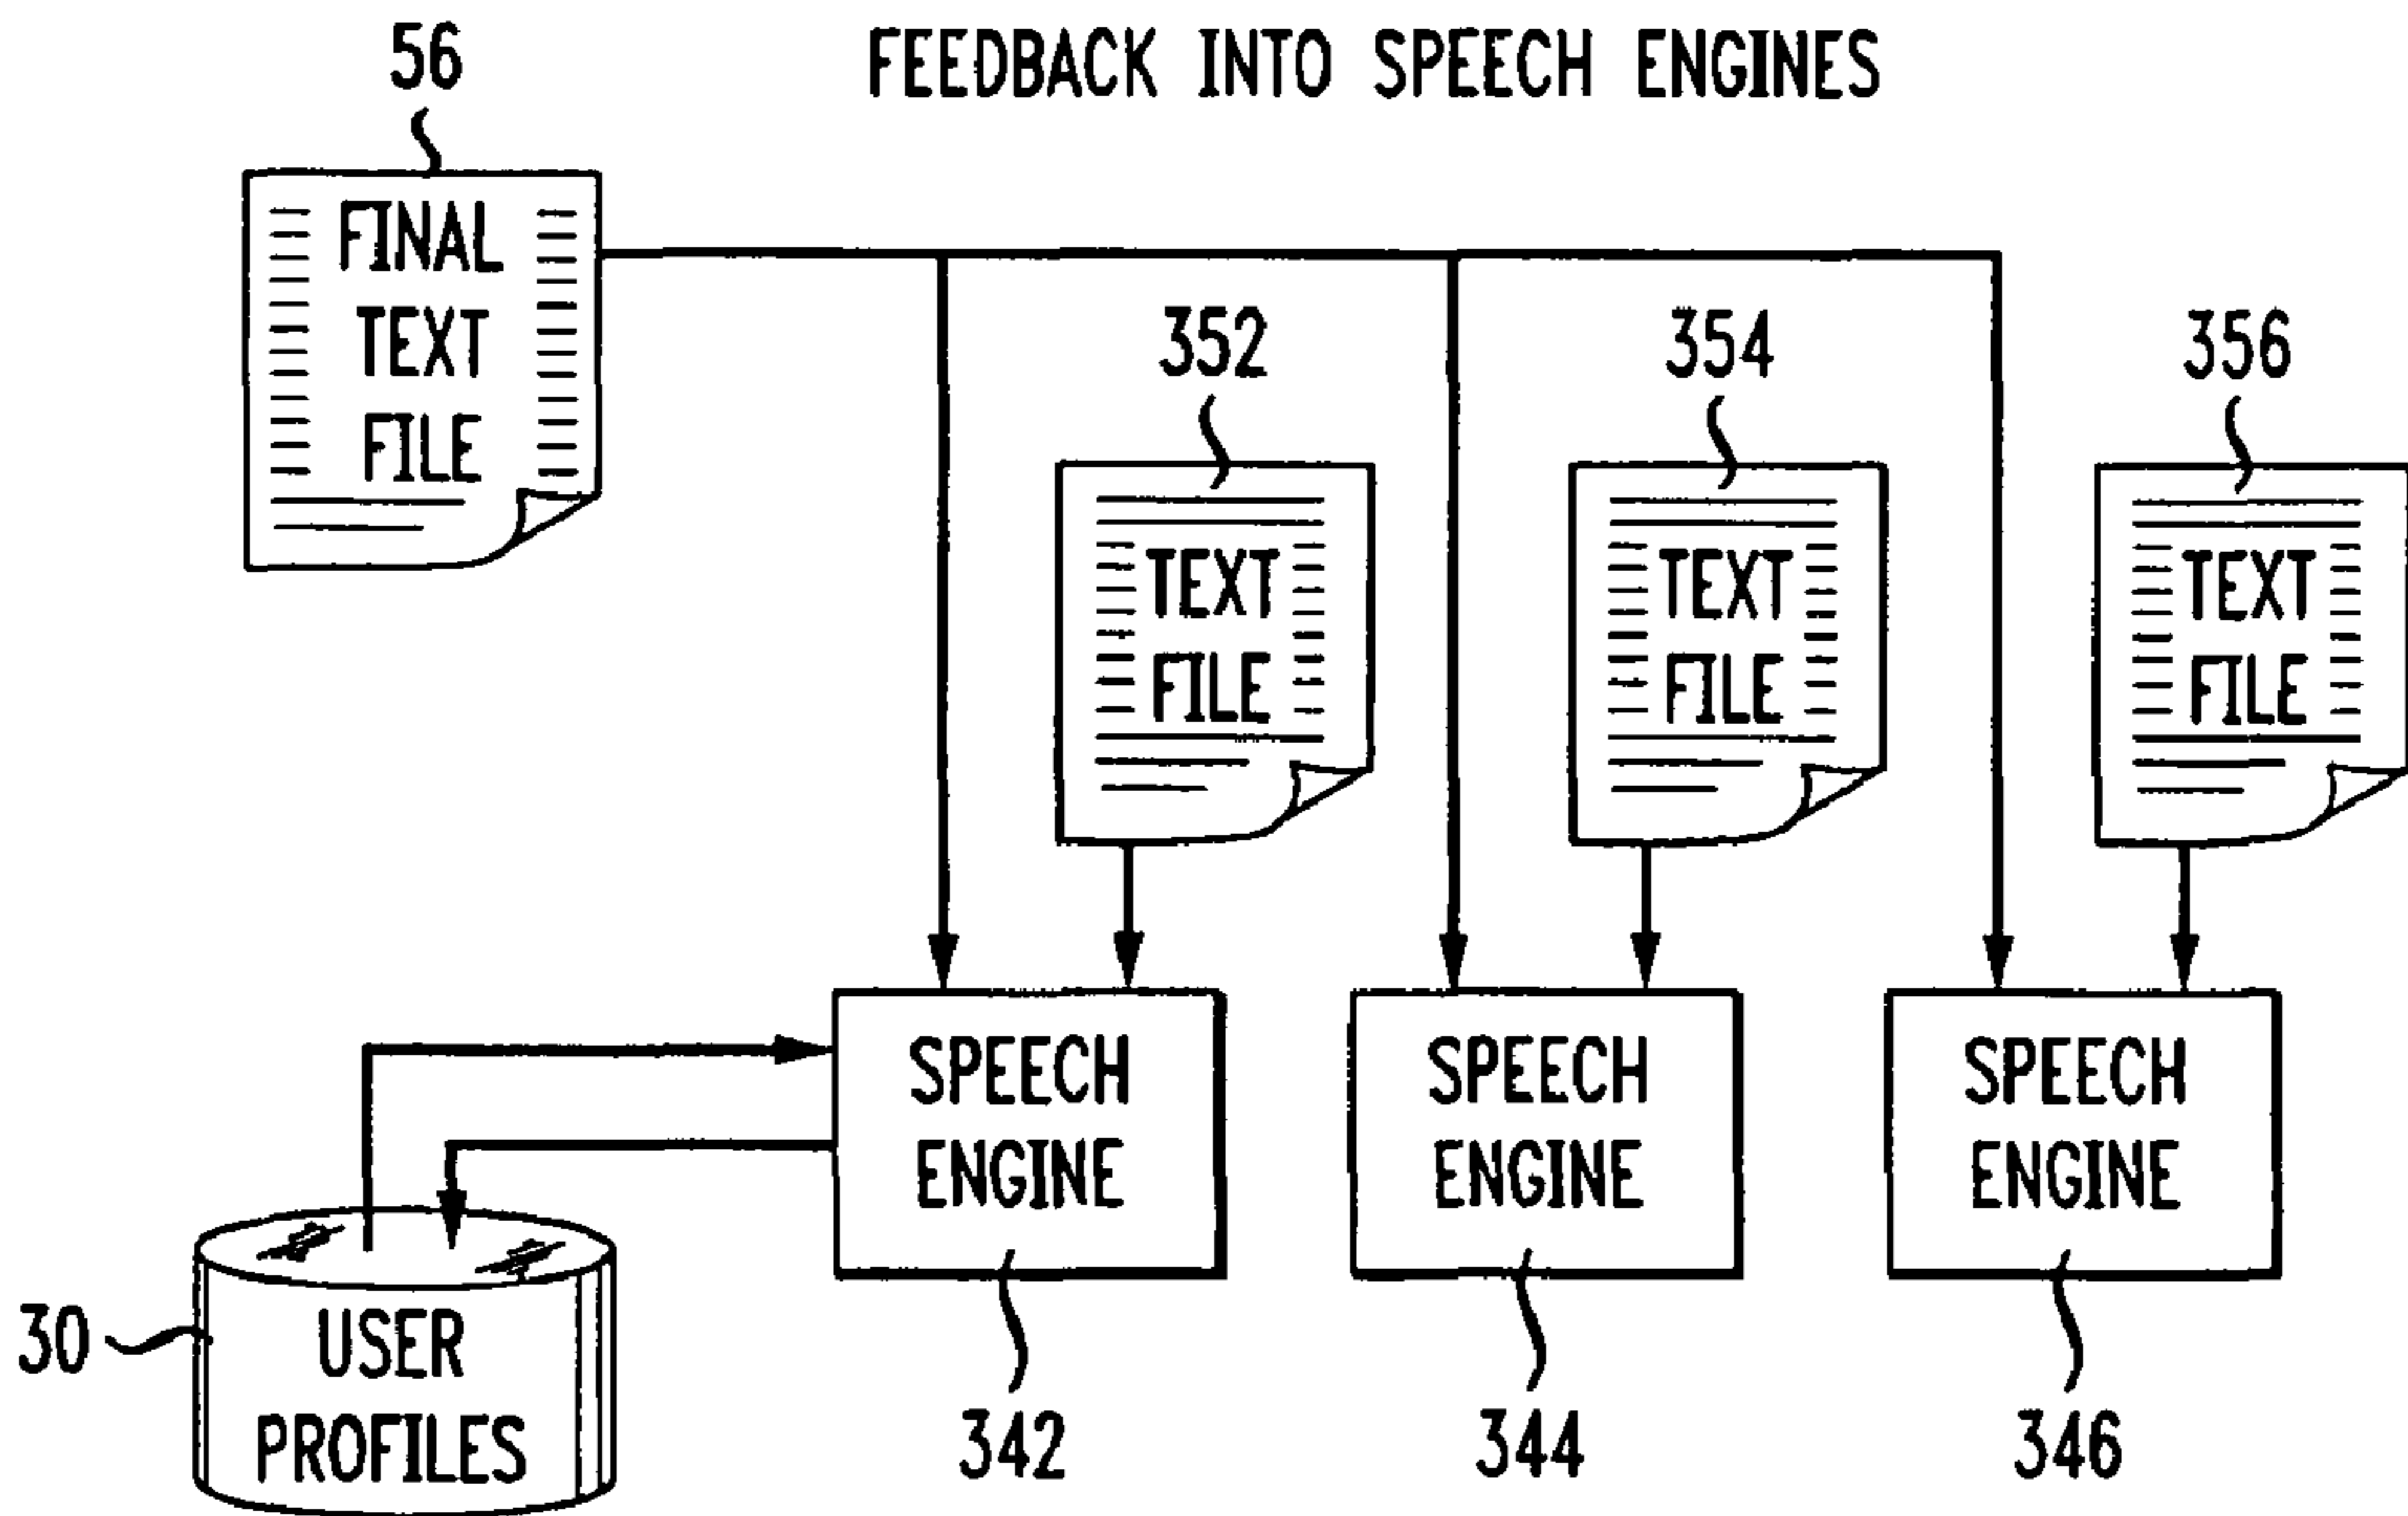 FEEDBACK INTO SPEECH ENGINES
56
FINAL
TEXT
FILE
352
354
356
TEXT
FILE
TEXT
FILE
TEXT
FILE
SPEECH
ENGINE
SPEECH
ENGINE
SPEECH
ENGINE
30
USER
PROFILES
342
344
346